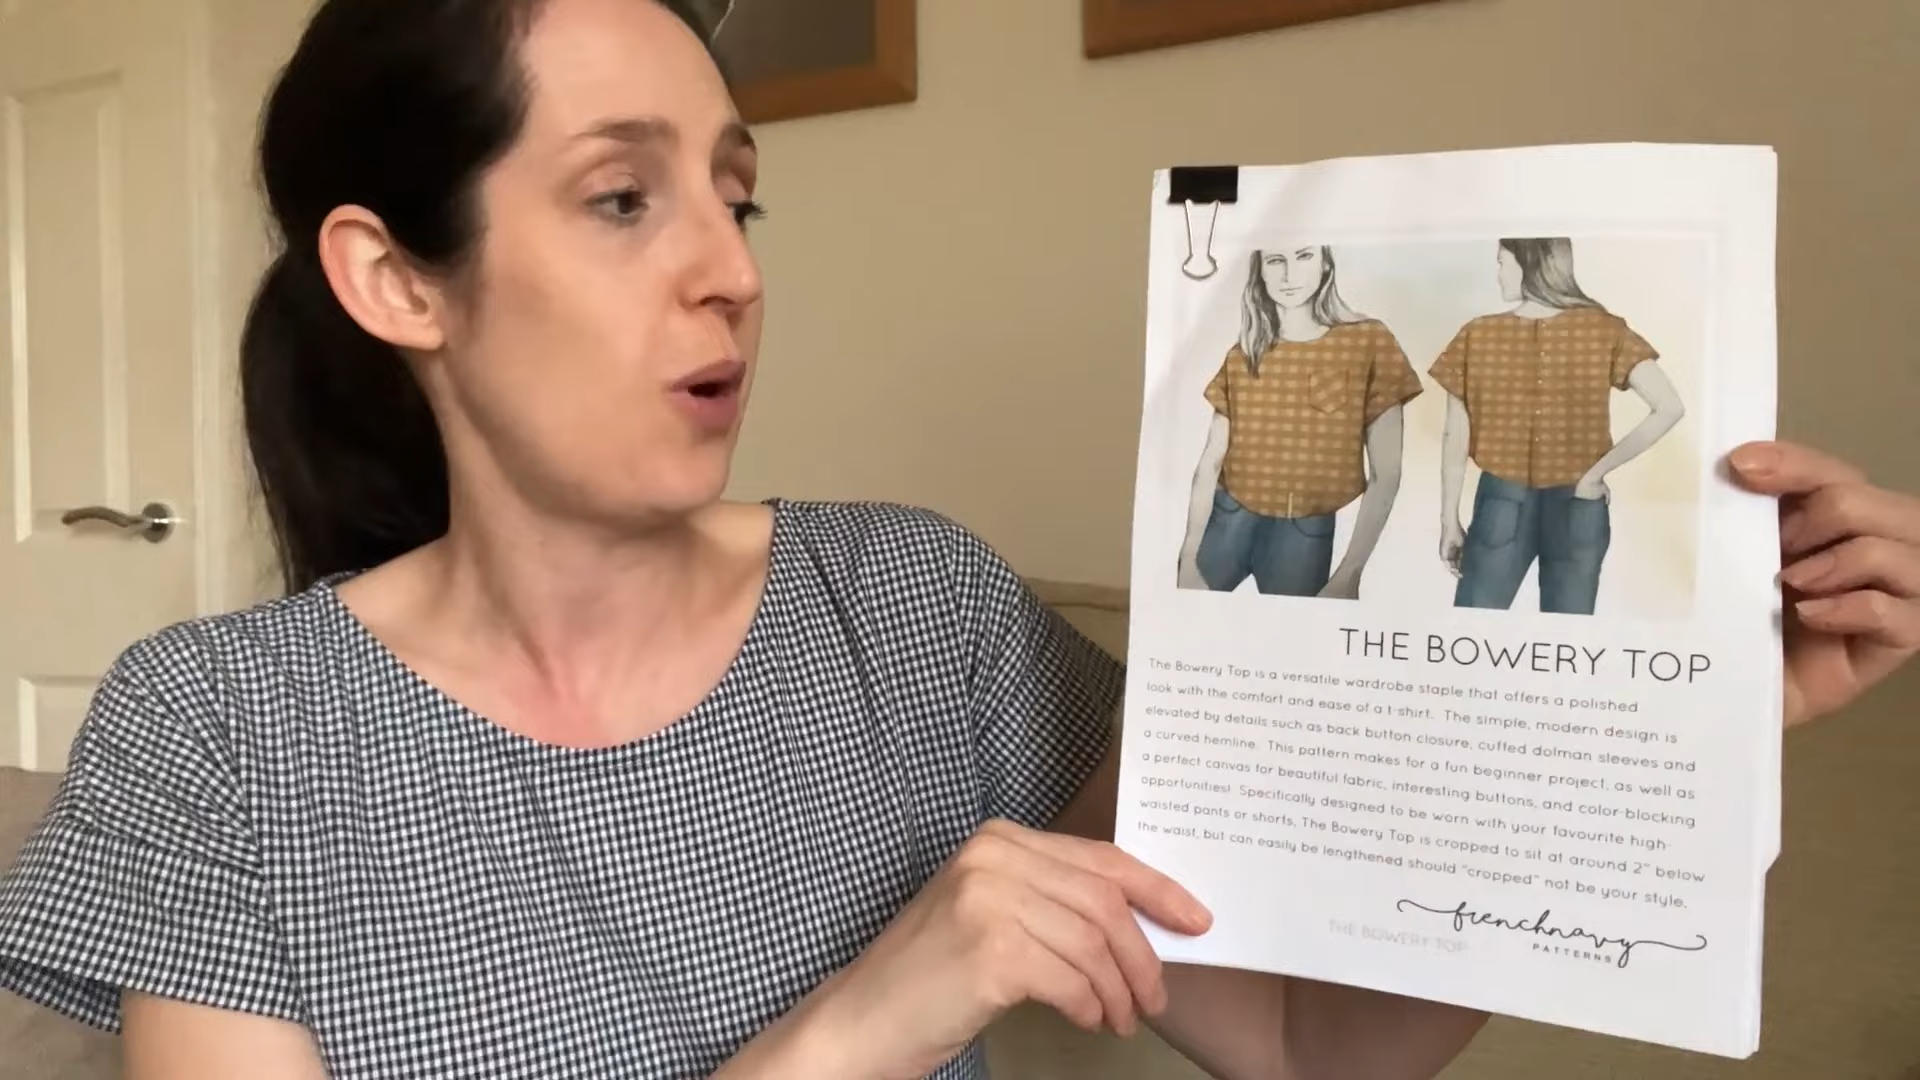 THE BOWERY TOP
The Bowery Top is a versatile wardrobe staple that offers a polished
look with the comfort and ease of a t-shirt. The simple, modern design is
elevated by details such as back button closure, cuffed dolman sleeves and
a curved hemline. This pattern makes for a fun beginner project, as well as
a perfect canvas for beautiful fabric, interesting buttons, and color-blocking
opportunities! Specifically designed to be worn with your favourite high-
waisted pants or shorts, The Bowery Top is cropped to sit at around 2" below
the waist, but can easily be lengthened should "cropped" not be your style.
frenchnavy
PATTERNS
THE BOWERY TOP